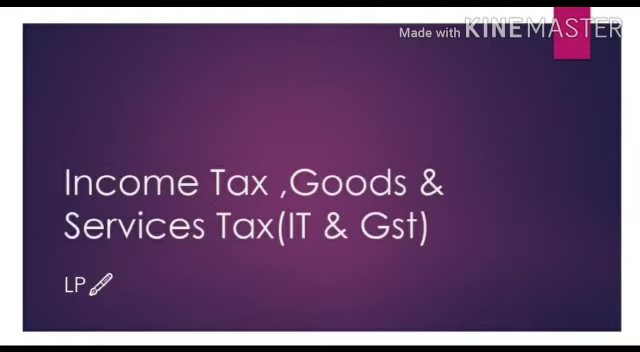 Made with KINEMASTER
Income Tax ,Goods &
Services Tax(IT & Gst)
LP🖊